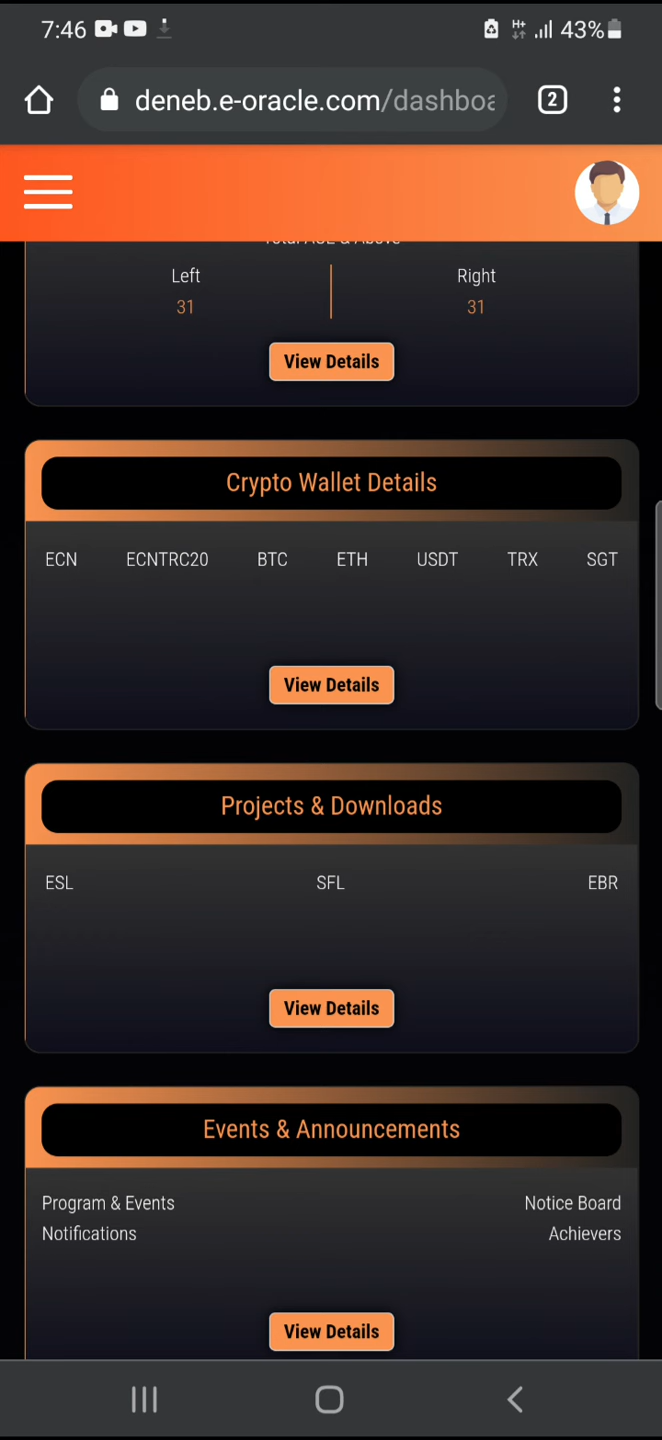 7:46 43%
deneb.e-oracle.com/dashboa
2
Left Right
31 31
View Details
Crypto Wallet Details
ECN ECNTRC20 BTC ETH USDT TRX SGT
View Details
Projects & Downloads
ESL SFL EBR
View Details
Events & Announcements
Program & Events Notice Board
Notifications Achievers
View Details